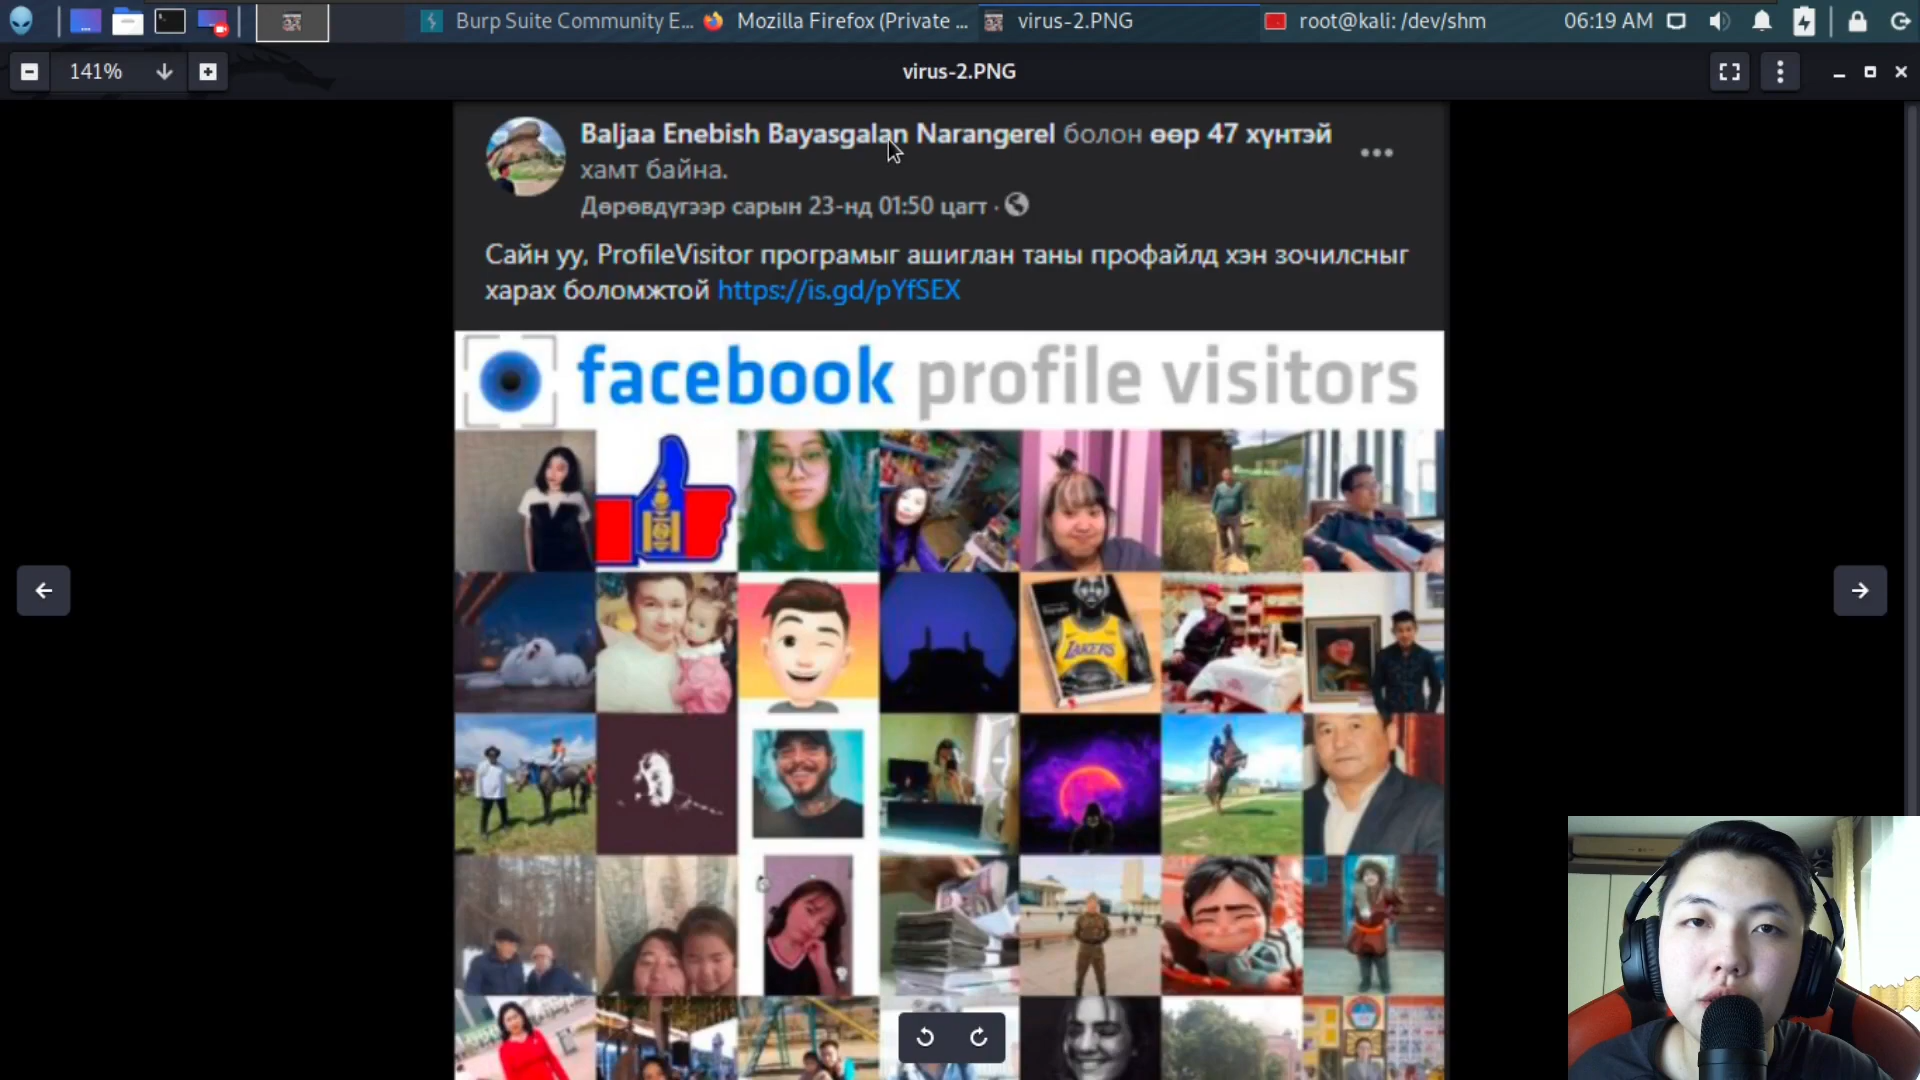 Burp Suite Community E...
Mozilla Firefox (Private ...
virus-2.PNG
root@kali: /dev/shm
06:19 AM
141%
virus-2.PNG
Baljaa Enebish Bayasgalan Narangerel болон өөр 47 хүнтэй
хамт байна.
Дөрөвдүгээр сарын 23-нд 01:50 цагт ·
Сайн уу, ProfileVisitor програмыг ашиглан таны профайлд хэн зочилсныг
харах боломжтой https://is.gd/pYfSEX
facebook profile visitors
LAKERS